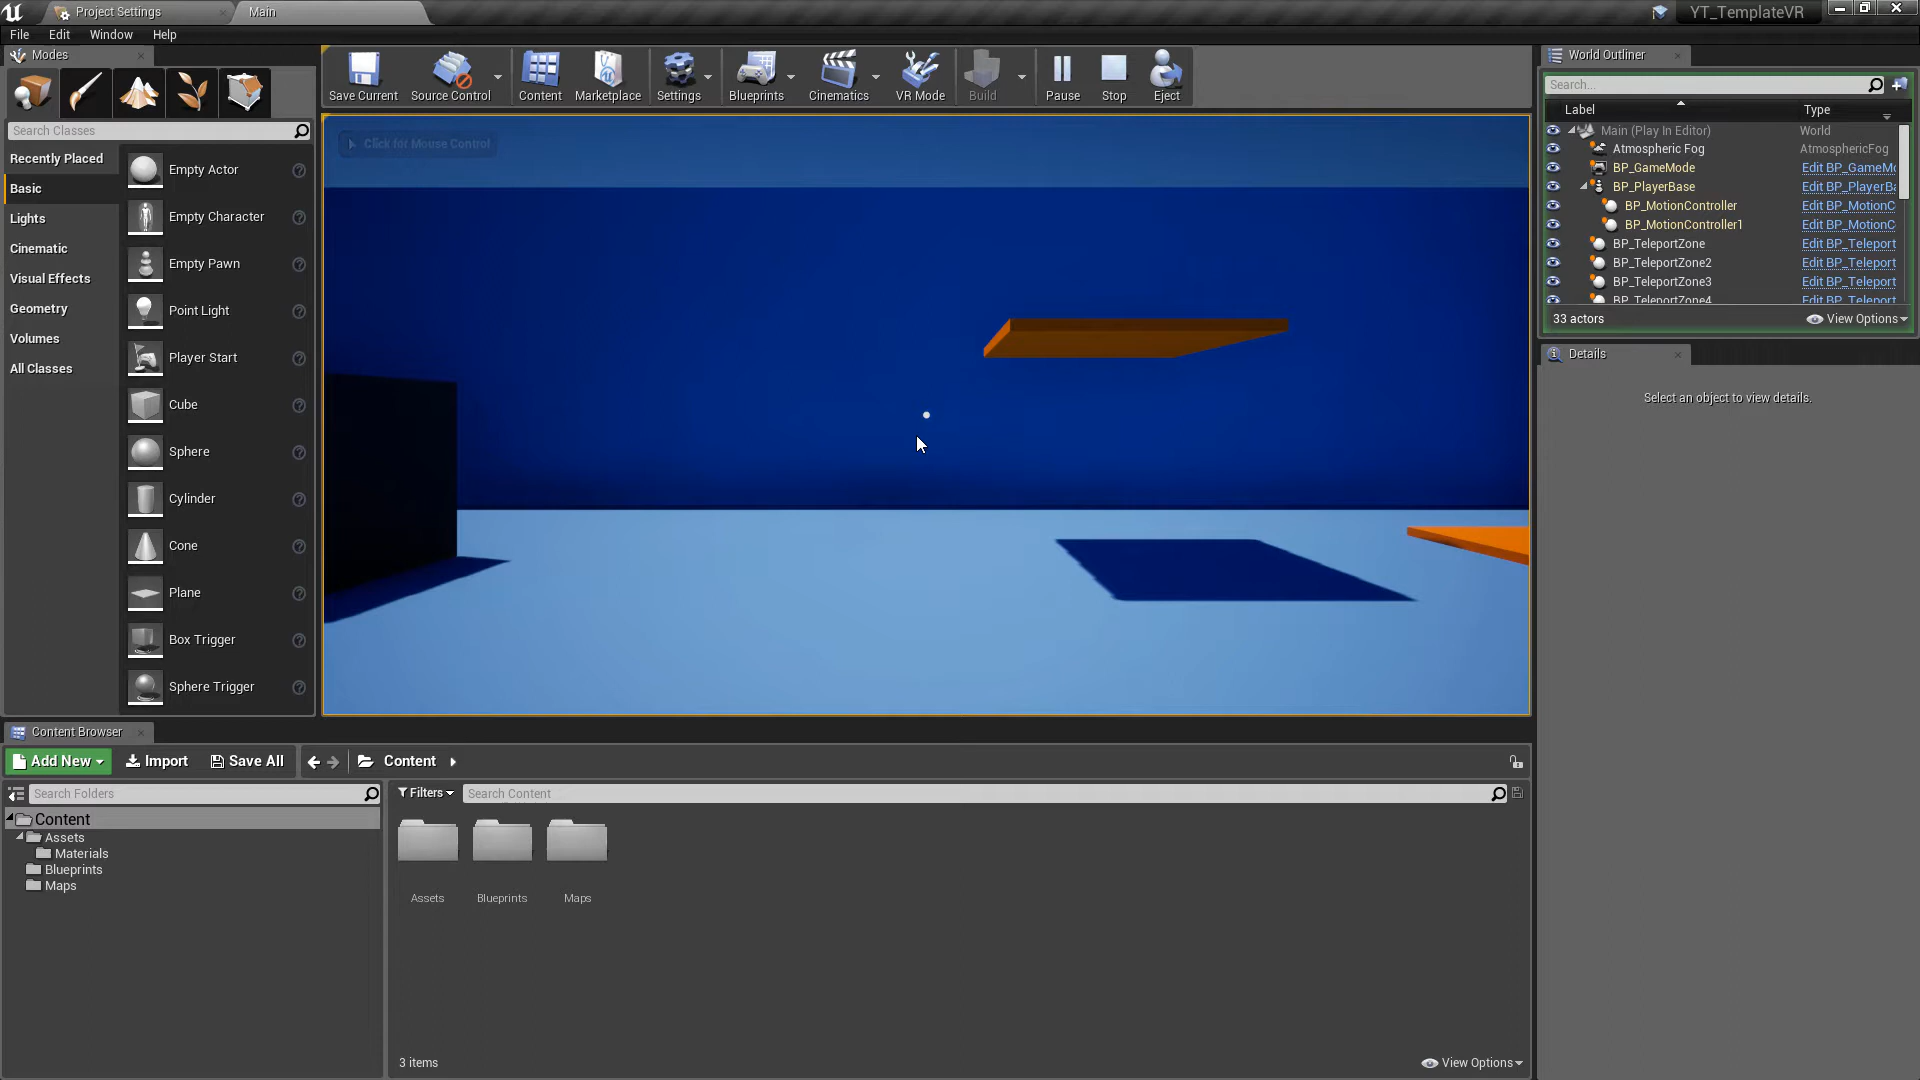 Project Settings
Main
YT_TemplateVR
File
Edit
Window
Help
Modes
Search Classes
Recently Placed
Basic
Lights
Cinematic
Visual Effects
Geometry
Volumes
All Classes
Empty Actor
Empty Character
Empty Pawn
Point Light
Player Start
Cube
Sphere
Cylinder
Cone
Plane
Box Trigger
Sphere Trigger
Save Current
Source Control
Content
Marketplace
Settings
Blueprints
Cinematics
VR Mode
Build
Pause
Stop
Eject
Click for Mouse Control
World Outliner
Search...
Label
Type
Main (Play In Editor)
World
Atmospheric Fog
AtmosphericFog
BP_GameMode
Edit BP_GameMo
BP_PlayerBase
Edit BP_PlayerBa
BP_MotionController
Edit BP_MotionC
BP_MotionController1
Edit BP_MotionC
BP_TeleportZone
Edit BP_Teleport
BP_TeleportZone2
Edit BP_Teleport
BP_TeleportZone3
Edit BP_Teleport
BP_TeleportZone4
Edit BP_Teleport
33 actors
View Options
Details
Select an object to view details.
Content Browser
Add New
Import
Save All
Content
Search Folders
Filters
Search Content
Content
Assets
Materials
Blueprints
Maps
Assets
Blueprints
Maps
3 items
View Options